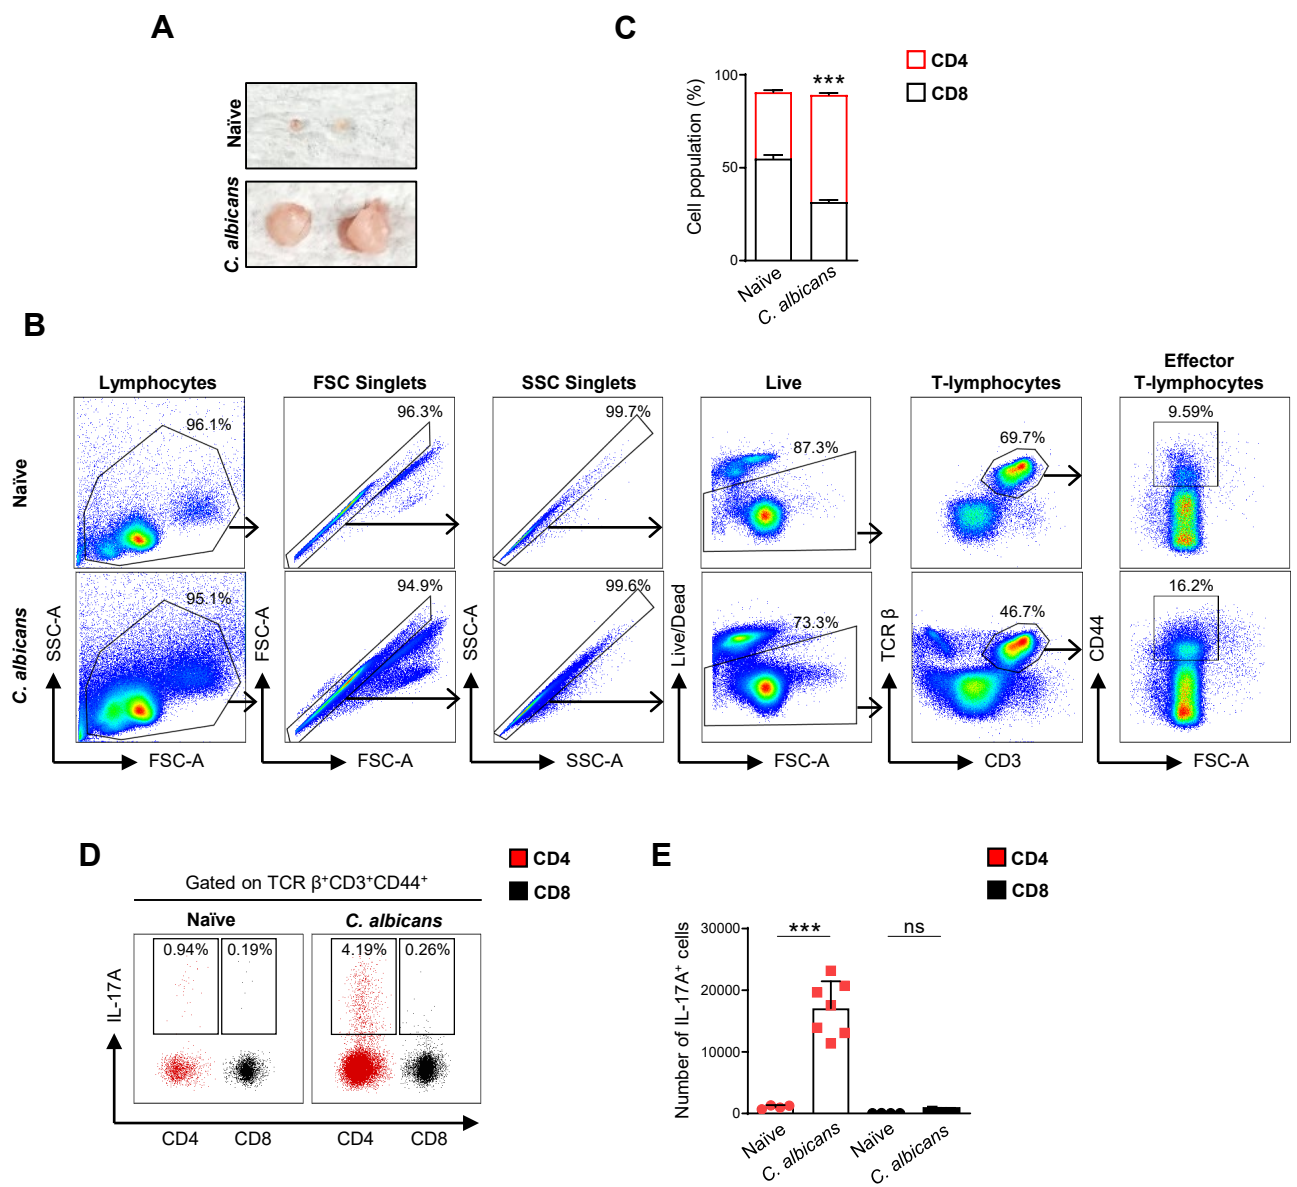 A
Naïve
C. albicans
C
CD4
CD8
Cell population (%)
100
50
0
***
Naïve
C. albicans
B
Lymphocytes
FSC Singlets
SSC Singlets
Live
T-lymphocytes
Effector
T-lymphocytes
Naïve
96.1%
96.3%
99.7%
87.3%
69.7%
9.59%
C. albicans
95.1%
94.9%
99.6%
73.3%
46.7%
16.2%
SSC-A
FSC-A
SSC-A
Live/Dead
TCR β
CD44
FSC-A
FSC-A
SSC-A
FSC-A
CD3
FSC-A
D
CD4
CD8
Gated on TCR β⁺CD3⁺CD44⁺
Naïve
C. albicans
0.94%
0.19%
4.19%
0.26%
IL-17A
CD4
CD8
CD4
CD8
E
CD4
CD8
Number of IL-17A⁺ cells
30000
20000
10000
0
***
ns
Naïve
C. albicans
Naïve
C. albicans